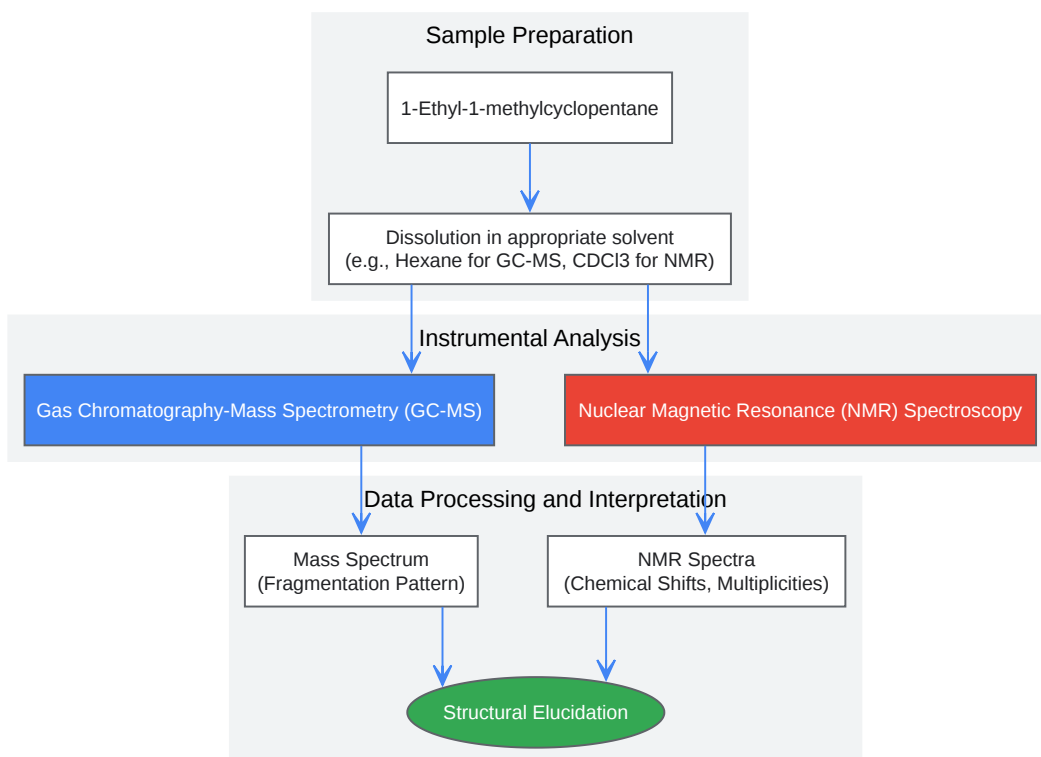 Sample Preparation
1-Ethyl-1-methylcyclopentane
Dissolution in appropriate solvent
(e.g., Hexane for GC-MS, CDCl3 for NMR)
Instrumental Analysis
Gas Chromatography-Mass Spectrometry (GC-MS)
Nuclear Magnetic Resonance (NMR) Spectroscopy
Data Processing and Interpretation
Mass Spectrum
(Fragmentation Pattern)
NMR Spectra
(Chemical Shifts, Multiplicities)
Structural Elucidation